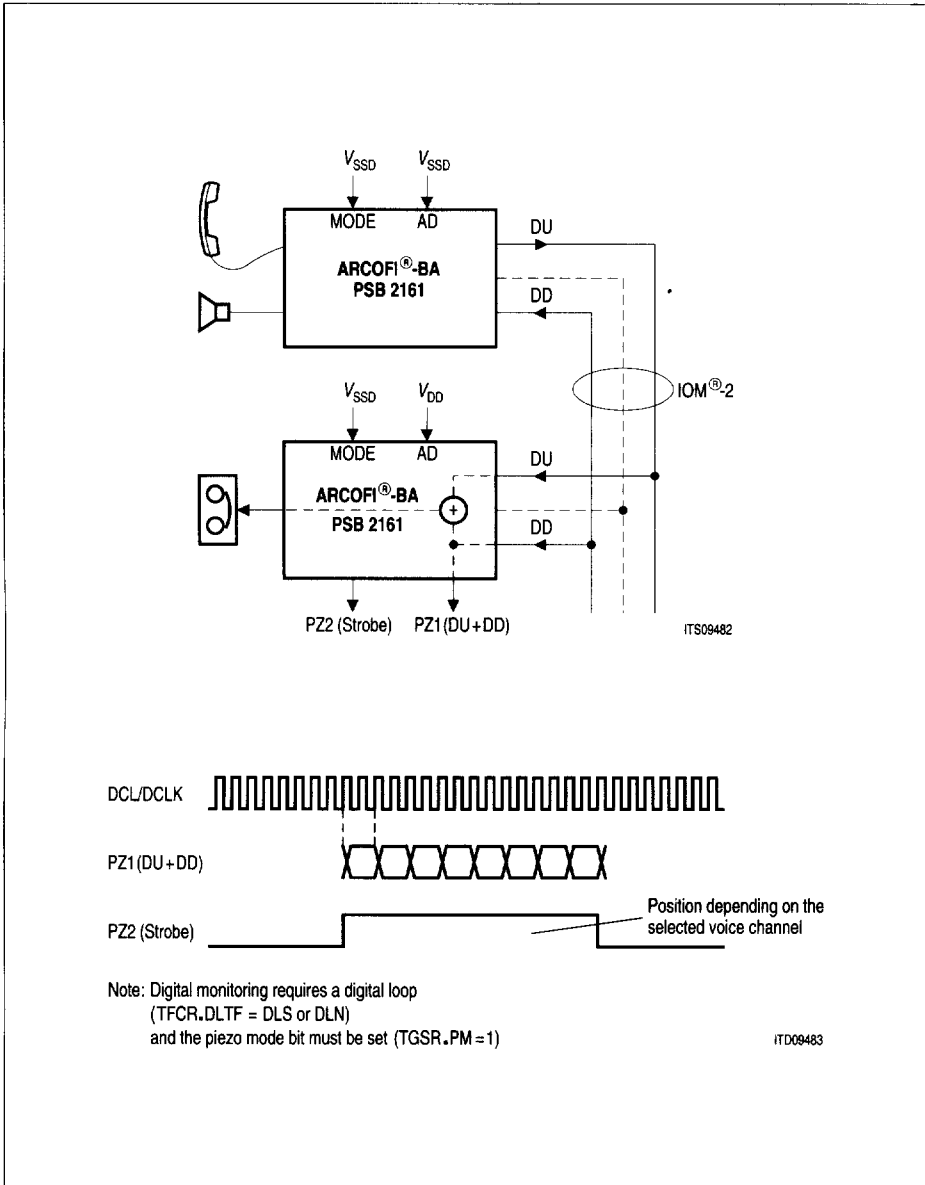 V_SSD V_SSD
MODE AD
DU
ARCOFI®-BA
PSB 2161
DD
IOM®-2
V_SSD V_DD
MODE AD
DU
ARCOFI®-BA
+
PSB 2161
DD
PZ2 (Strobe) PZ1(DU+DD)
ITS09482
DCL/DCLK
PZ1(DU+DD)
Position depending on the
selected voice channel
PZ2 (Strobe)
Note: Digital monitoring requires a digital loop
(TFCR.DLTF = DLS or DLN)
and the piezo mode bit must be set (TGSR.PM=1)
ITD09483